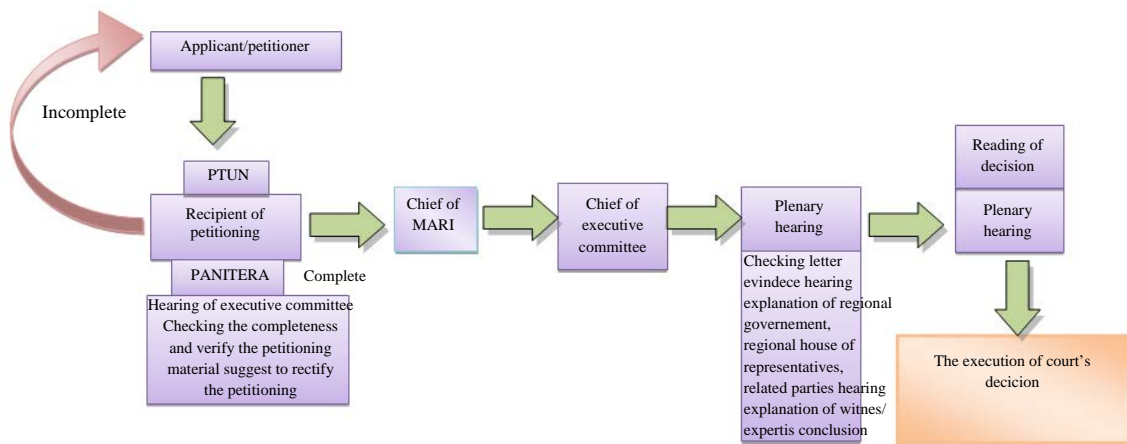 Applicant/petitioner
Incomplete
PTUN
Recipient of
petitioning
PANITERA
Hearing of executive committee
Checking the completeness
and verify the petitioning
material suggest to rectify
the petitioning
Complete
Chief of
MARI
Chief of
executive
committee
Plenary
hearing
Checking letter
evindece hearing
explanation of regional
governement,
regional house of
representatives,
related parties hearing
explanation of witnes/
expertis conclusion
Reading of
decision
Plenary
hearing
The execution of court’s
decicion